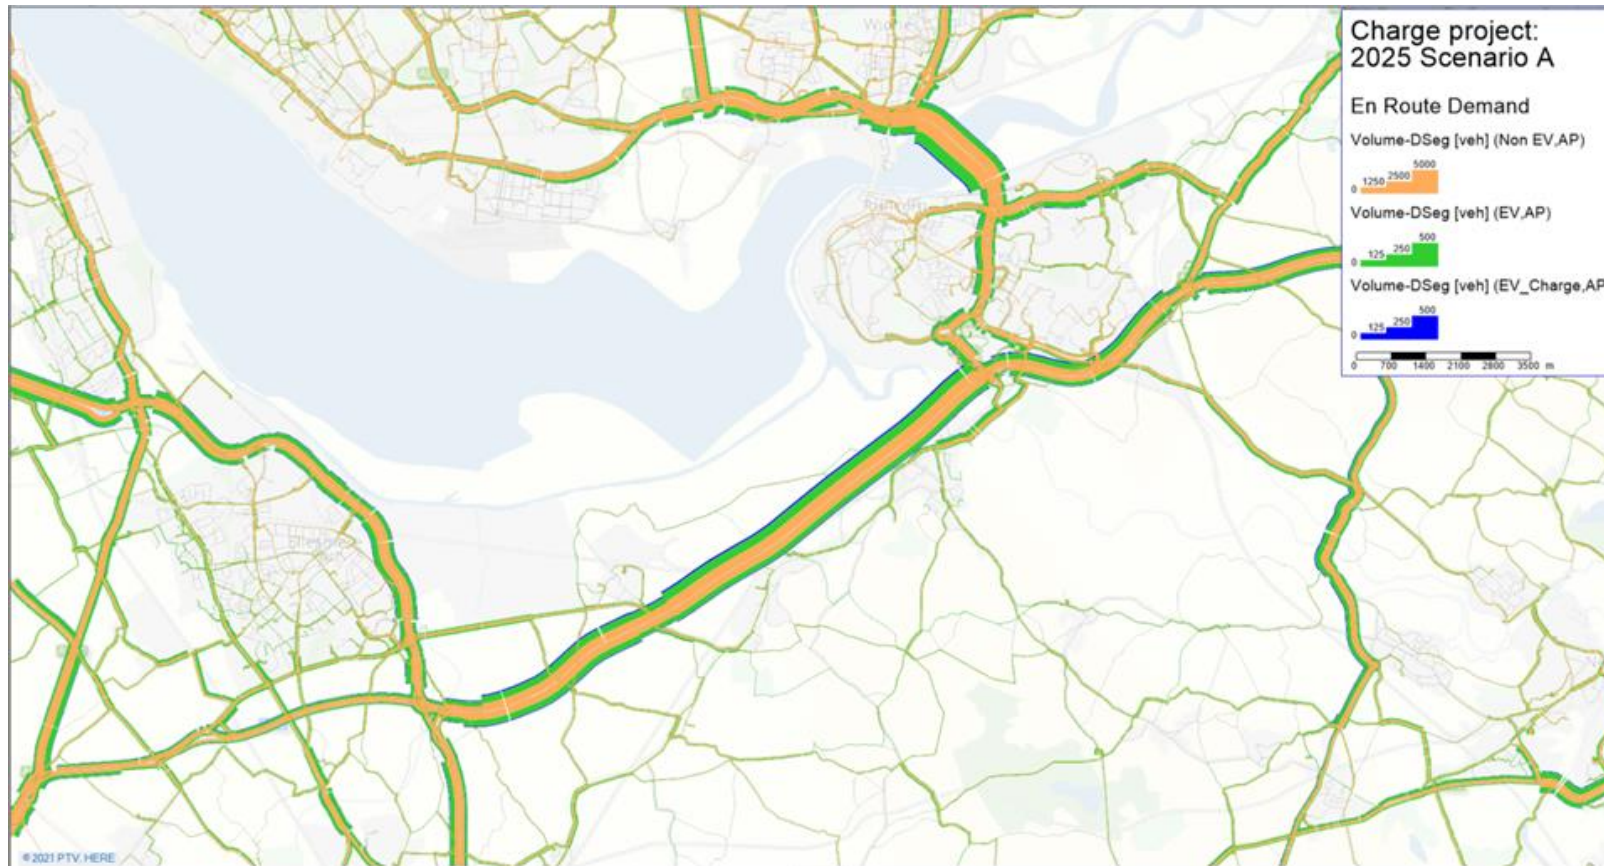 Charge project:
2025 Scenario A
En Route Demand
Volume-DSeg [veh] (Non EV,AP)
0 1250 2500 5000
Volume-DSeg [veh] (EV,AP)
0 125 250 500
Volume-DSeg [veh] (EV_Charge,AP
0 125 250 500
0 700 1400 2100 2800 3500 m
© 2021 PTV, HERE